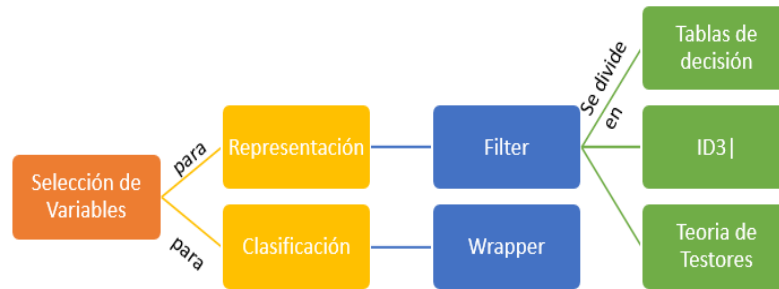 Selección de
Variables
para
para
Representación
Clasificación
Filter
Wrapper
Se divide
en
Tablas de
decisión
ID3|
Teoria de
Testores